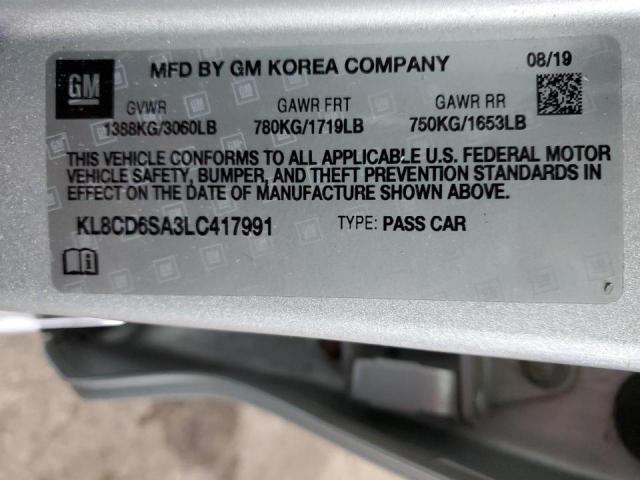 GM
MFD BY GM KOREA COMPANY
08/19
GVWR GAWR FRT GAWR RR
1388KG/3060LB 780KG/1719LB 750KG/1653LB
THIS VEHICLE CONFORMS TO ALL APPLICABLE U.S. FEDERAL MOTOR
VEHICLE SAFETY, BUMPER, AND THEFT PREVENTION STANDARDS IN
EFFECT ON THE DATE OF MANUFACTURE SHOWN ABOVE.
KL8CD6SA3LC417991 TYPE: PASS CAR